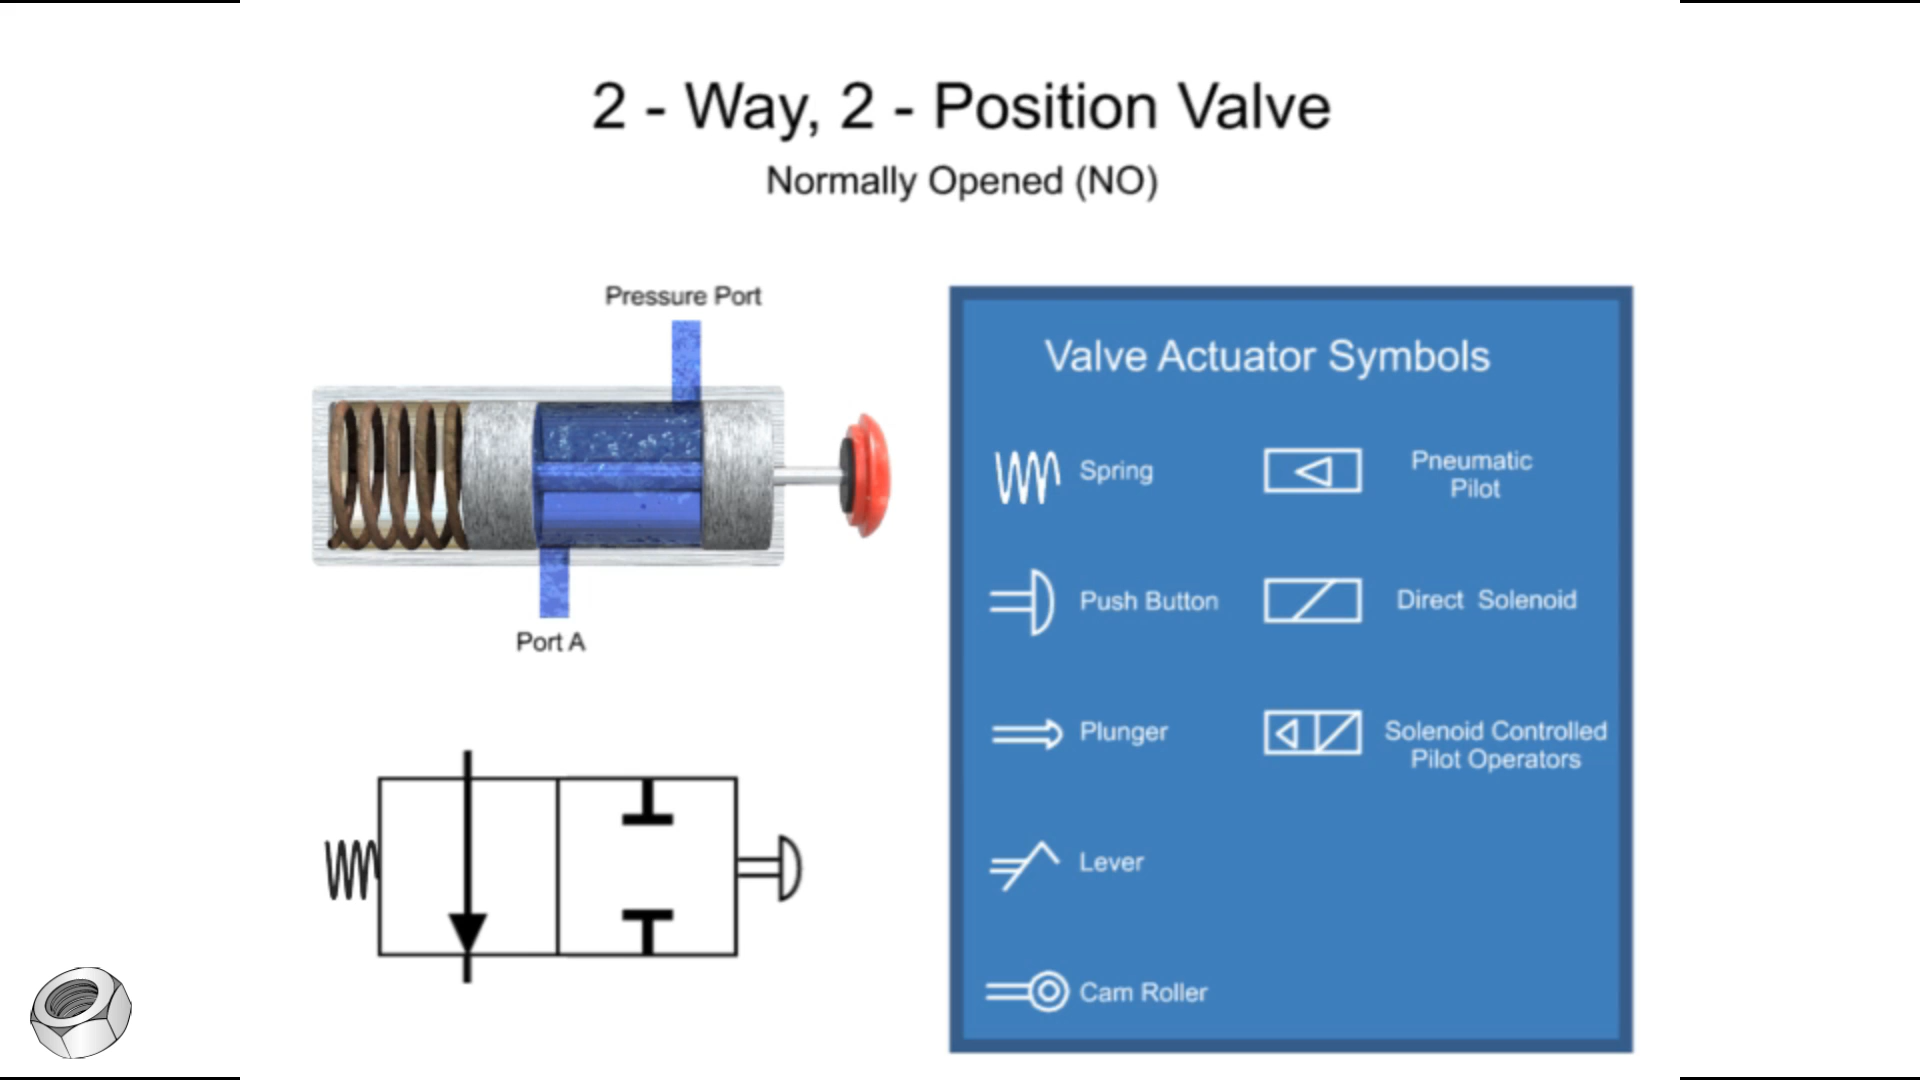 2 - Way, 2 - Position Valve
Normally Opened (NO)
Pressure Port
Port A
Valve Actuator Symbols
Spring
Pneumatic
Pilot
Push Button
Direct Solenoid
Plunger
Solenoid Controlled
Pilot Operators
Lever
Cam Roller